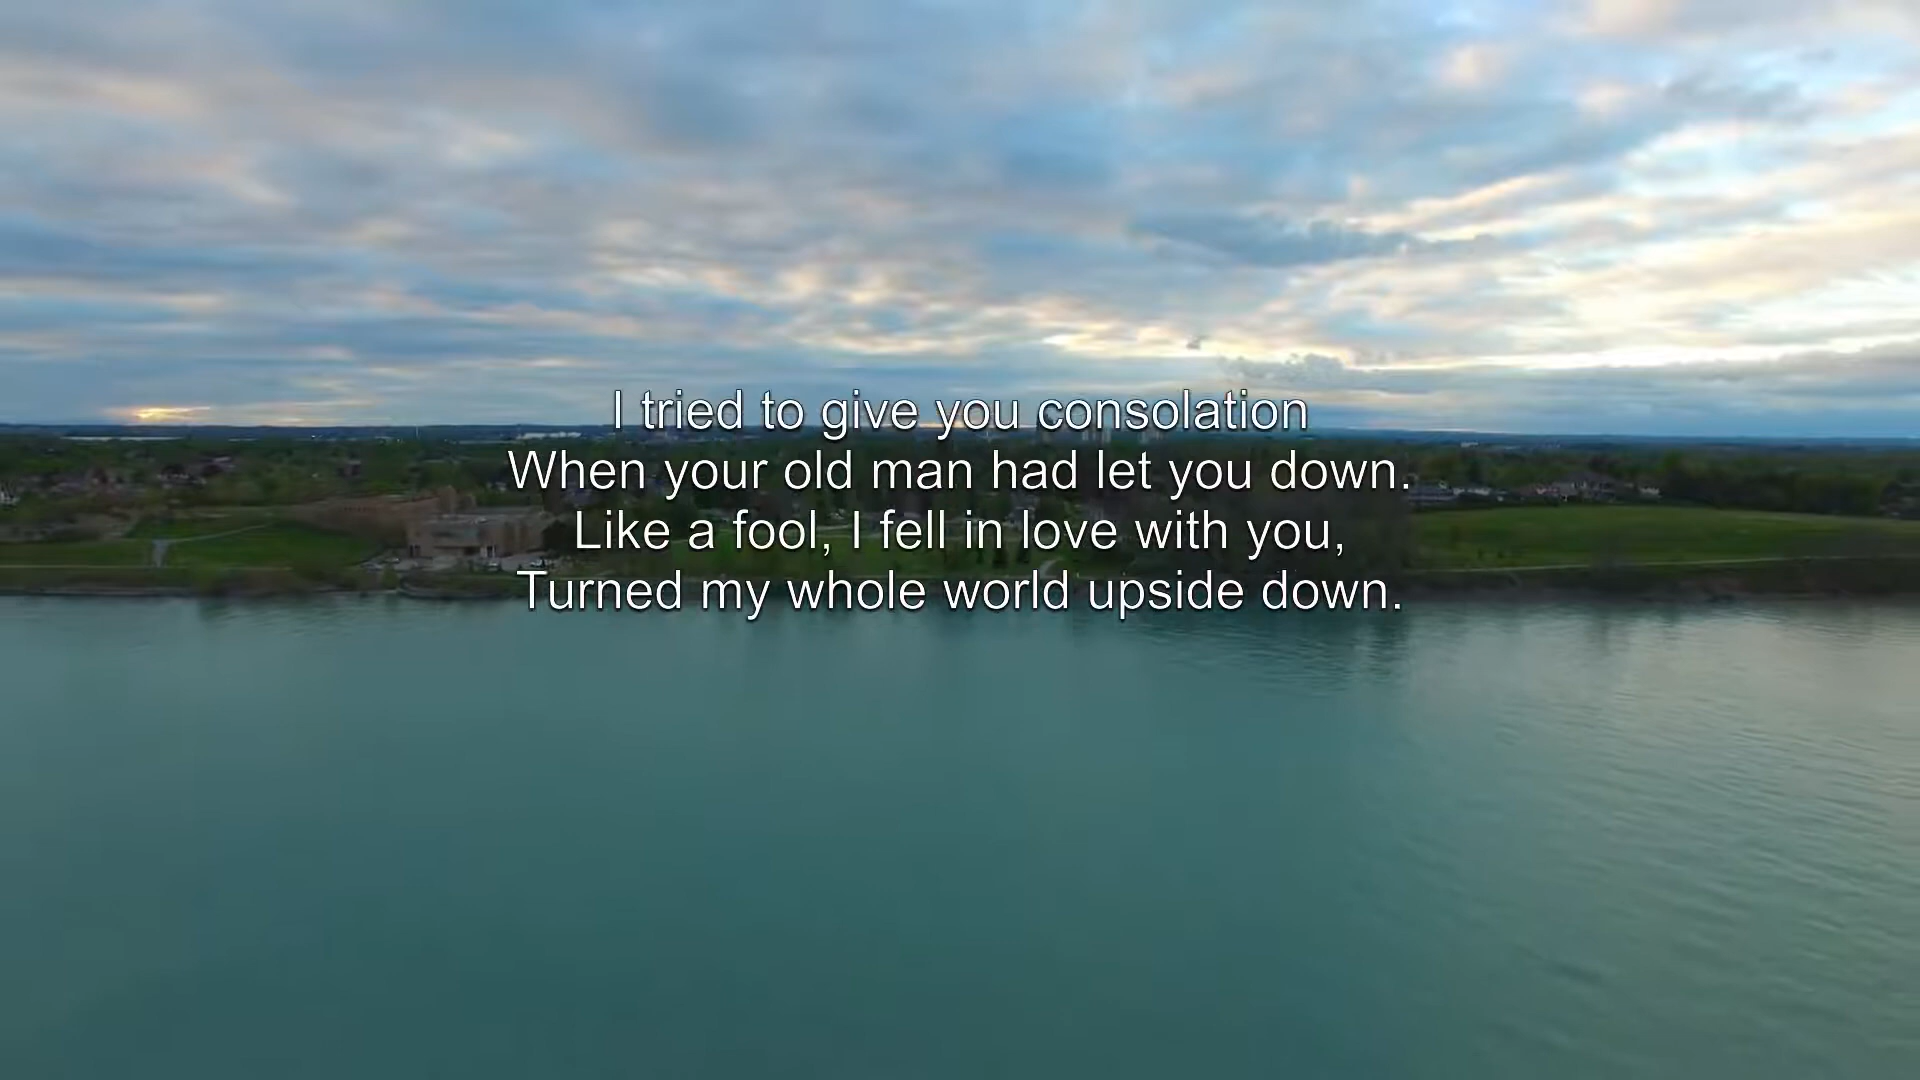 I tried to give you consolation
When your old man had let you down.
Like a fool, I fell in love with you,
Turned my whole world upside down.